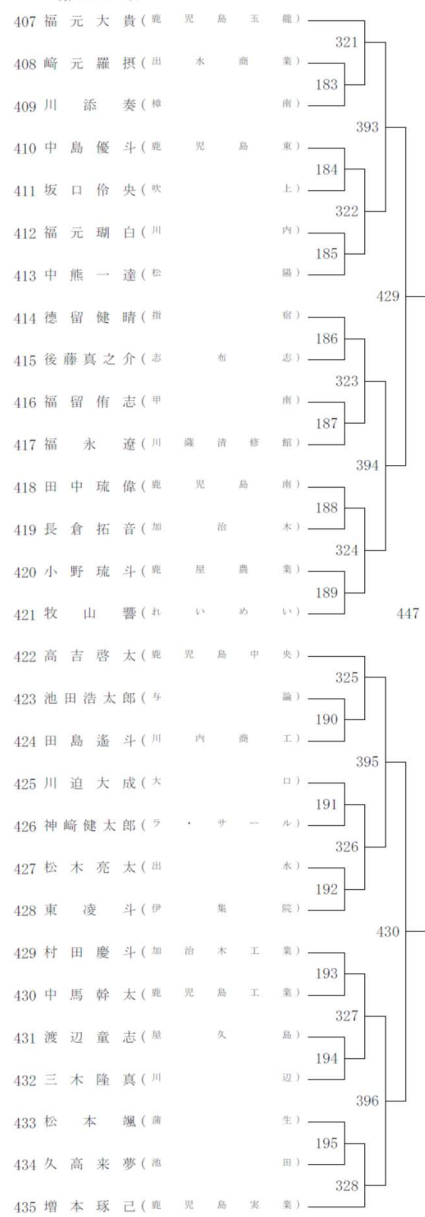 407 福元大貴(鹿児島玉龍)
408 﨑元羅摂(出水商業)
409 川添奏(樟南)
410 中島優斗(鹿児島東)
411 坂口伶央(吹上)
412 福元瑚白(川内)
413 中熊一達(松陽)
414 徳留健晴(指宿)
415 後藤真之介(志布志)
416 福留侑志(甲南)
417 福永遼(川薩清修館)
418 田中琉偉(鹿児島南)
419 長倉拓音(加治木)
420 小野琉斗(鹿屋農業)
421 牧山響(れいめい)
422 高吉啓太(鹿児島中央)
423 池田浩太郎(与論)
424 田島遙斗(川内商工)
425 川迫大成(大口)
426 神﨑健太郎(ラ・サール)
427 松木亮太(出水)
428 東凌斗(伊集院)
429 村田慶斗(加治木工業)
430 中馬幹太(鹿児島工業)
431 渡辺童志(屋久島)
432 三木隆真(川辺)
433 松本颯(蒲生)
434 久高来夢(池田)
435 増本琢己(鹿児島実業)
321
183
393
184
322
185
429
186
323
187
394
188
324
189
447
325
190
395
191
326
192
430
193
327
194
396
195
328